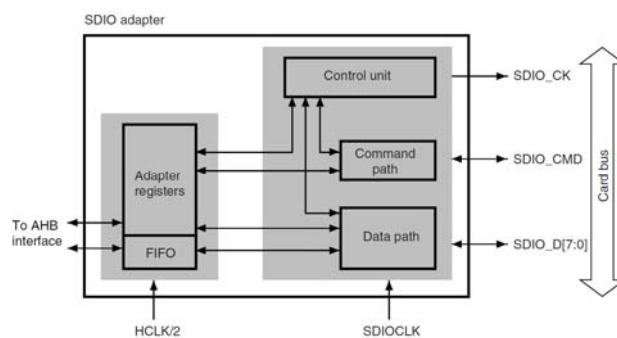 SDIO adapter
Control unit
SDIO_CK
Adapter
registers
Command
path
SDIO_CMD
Card bus
To AHB
interface
FIFO
Data path
SDIO_D[7:0]
HCLK/2
SDIOCLK